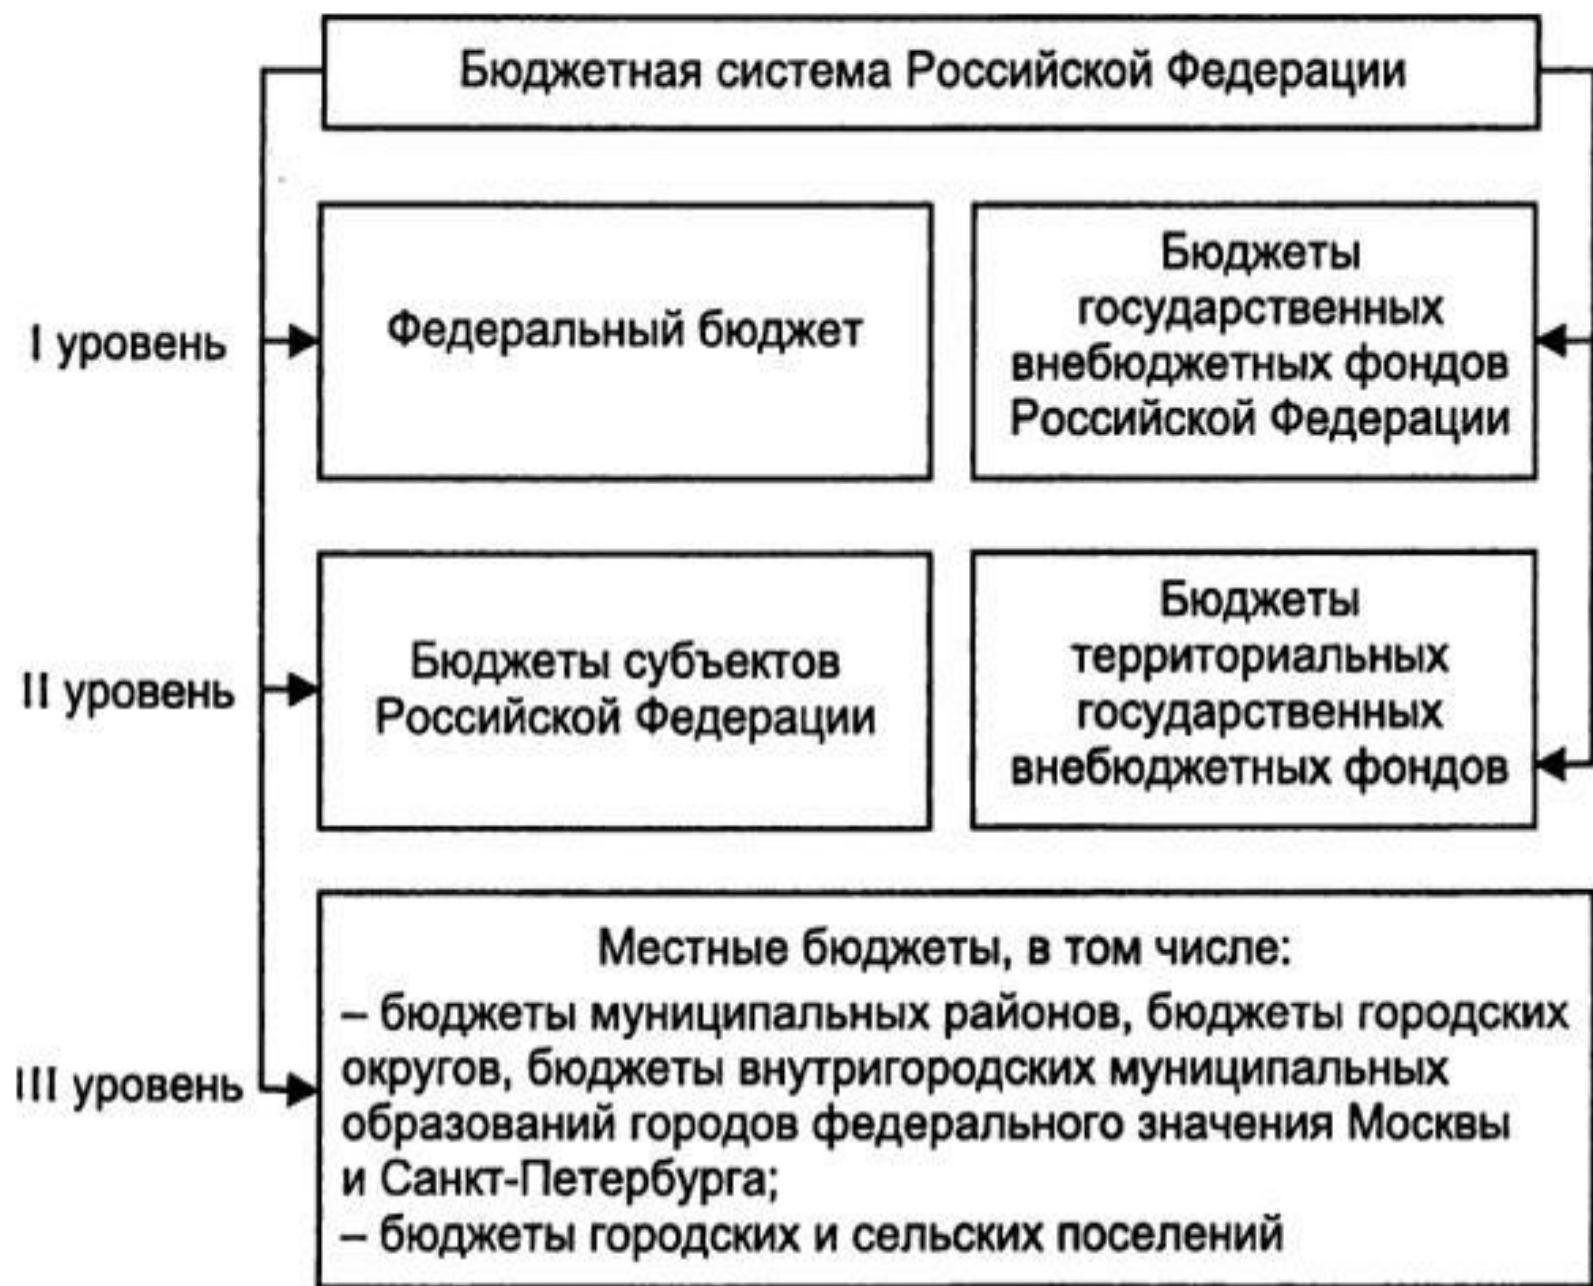 Бюджетная система Российской Федерации
I уровень
Федеральный бюджет
Бюджеты
государственных
внебюджетных фондов
Российской Федерации
II уровень
Бюджеты субъектов
Российской Федерации
Бюджеты
территориальных
государственных
внебюджетных фондов
III уровень
Местные бюджеты, в том числе:
– бюджеты муниципальных районов, бюджеты городских
округов, бюджеты внутригородских муниципальных
образований городов федерального значения Москвы
и Санкт-Петербурга;
– бюджеты городских и сельских поселений